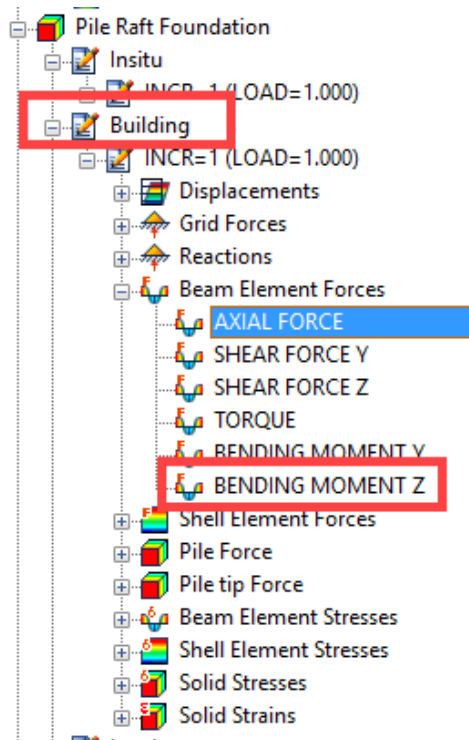 Pile Raft Foundation
Insitu
INCR=1 (LOAD=1.000)
Building
INCR=1 (LOAD=1.000)
Displacements
Grid Forces
Reactions
Beam Element Forces
AXIAL FORCE
SHEAR FORCE Y
SHEAR FORCE Z
TORQUE
BENDING MOMENT Y
BENDING MOMENT Z
Shell Element Forces
Pile Force
Pile tip Force
Beam Element Stresses
Shell Element Stresses
Solid Stresses
Solid Strains